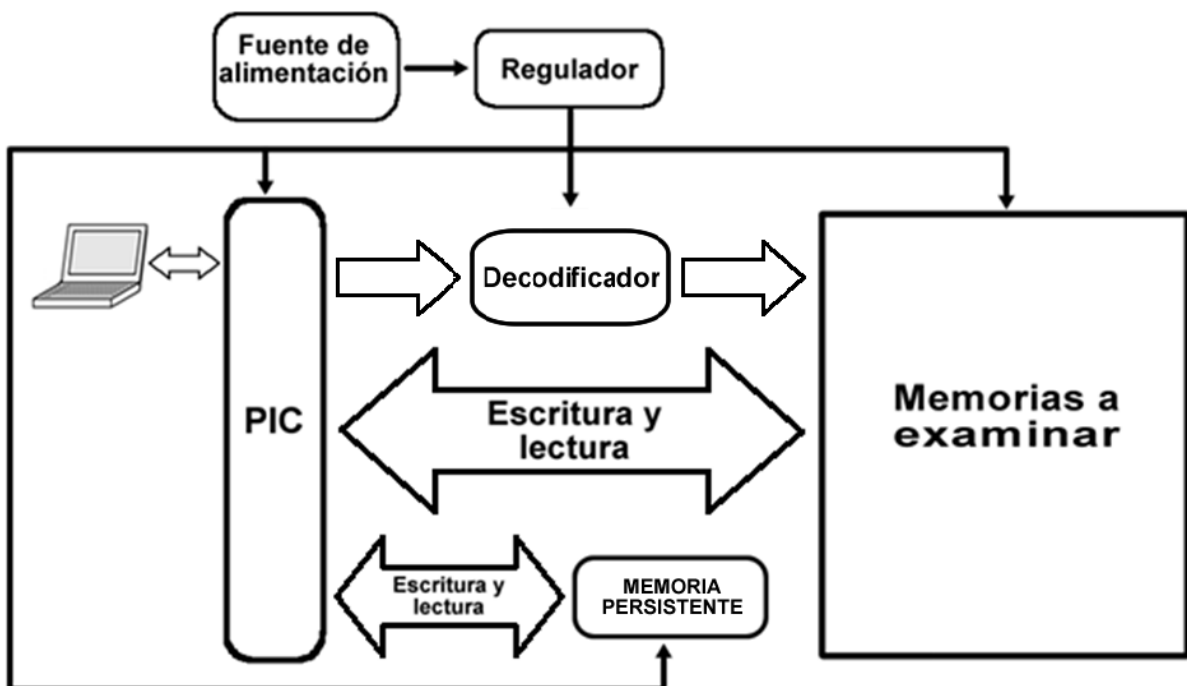 Fuente de
alimentación
Regulador
Decodificador
PIC
Escritura y
lectura
Memorias a
examinar
Escritura y
lectura
MEMORIA
PERSISTENTE